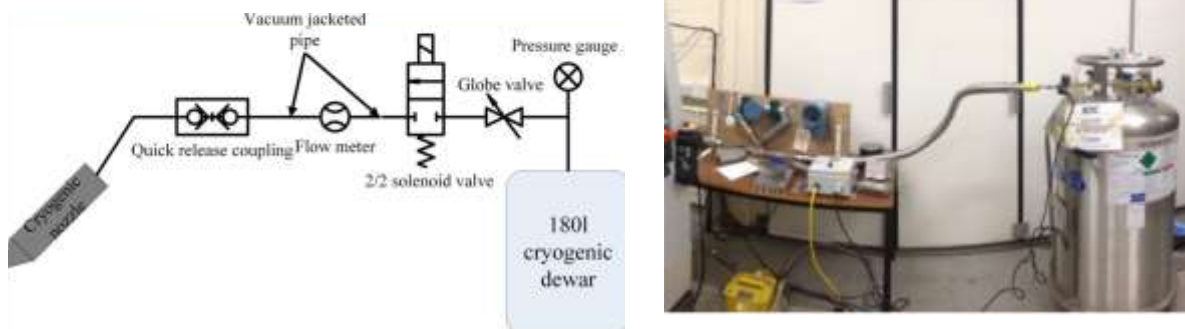 Vacuum jacketed
pipe
Pressure gauge
Globe valve
Quick release coupling
Flow meter
2/2 solenoid valve
Cryogenic
nozzle
180l
cryogenic
dewar